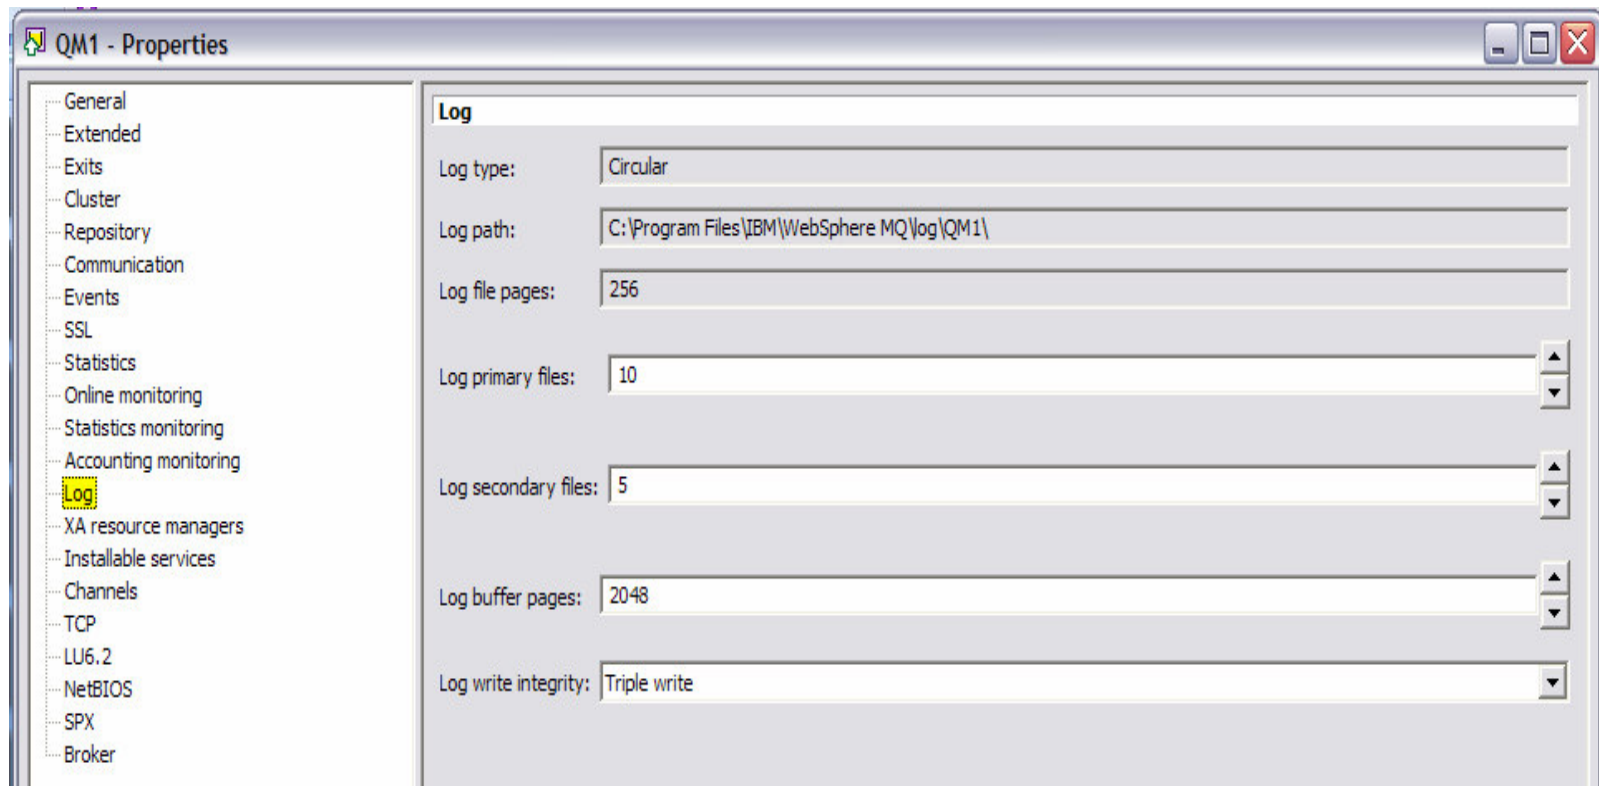 QM1 - Properties
General
Extended
Exits
Cluster
Repository
Communication
Events
SSL
Statistics
Online monitoring
Statistics monitoring
Accounting monitoring
Log
XA resource managers
Installable services
Channels
TCP
LU6.2
NetBIOS
SPX
Broker
Log
Log type: Circular
Log path: C:\Program Files\IBM\WebSphere MQ\log\QM1\
Log file pages: 256
Log primary files: 10
Log secondary files: 5
Log buffer pages: 2048
Log write integrity: Triple write